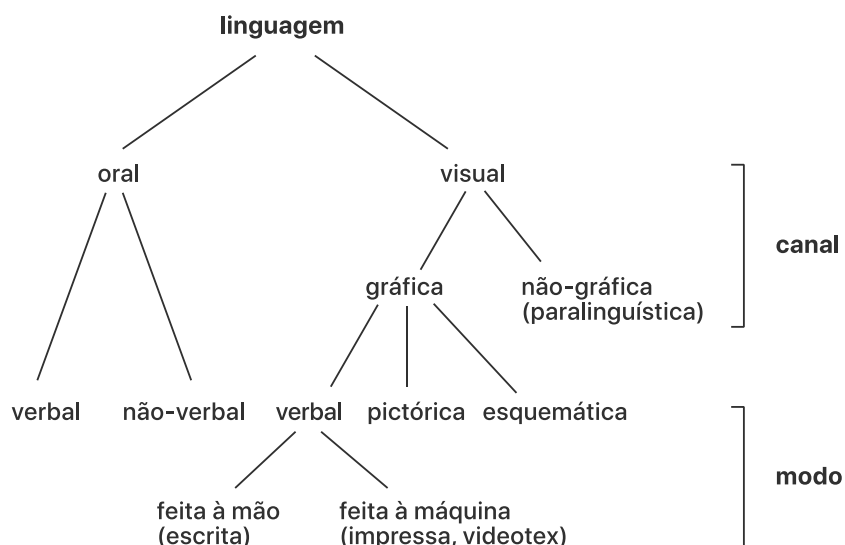 linguagem
oral
visual
canal
gráfica
não-gráfica
(paralinguística)
verbal
não-verbal
verbal
pictórica
esquemática
modo
feita à mão
(escrita)
feita à máquina
(impressa, videotex)